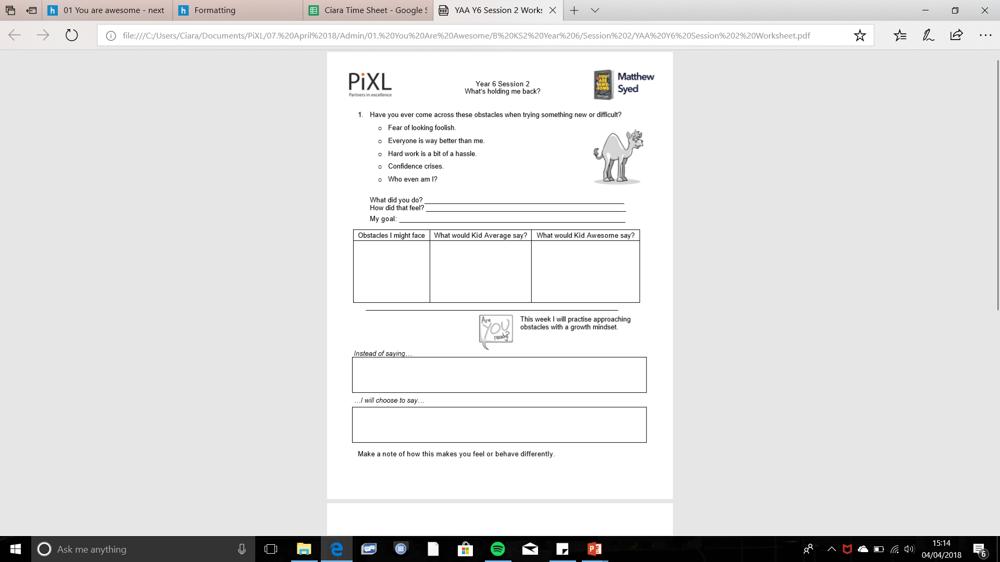 01 You are awesome - next
Formatting
Ciara Time Sheet - Google S
YAA Y6 Session 2 Works
file:///C:/Users/Ciara/Documents/PiXL/07.%20April%2018/Admin/01.%20You%20Are%20Awesome/B%20KS2%20Year%206/Session%202/YAA%20Y6%20Session%202%20Worksheet.pdf
PiXL
Partners in excellence
Year 6 Session 2
What's holding me back?
YOU
ARE
AWE
SOME
Matthew
Syed
1. Have you ever come across these obstacles when trying something new or difficult?
o Fear of looking foolish.
o Everyone is way better than me.
o Hard work is a bit of a hassle.
o Confidence crises.
o Who even am I?
What did you do?
How did that feel?
My goal:
Obstacles I might face What would Kid Average say? What would Kid Awesome say?
Are
YOU
ready?
This week I will practise approaching
obstacles with a growth mindset.
Instead of saying…
…I will choose to say…
Make a note of how this makes you feel or behave differently.
Ask me anything
15:14
04/04/2018
6